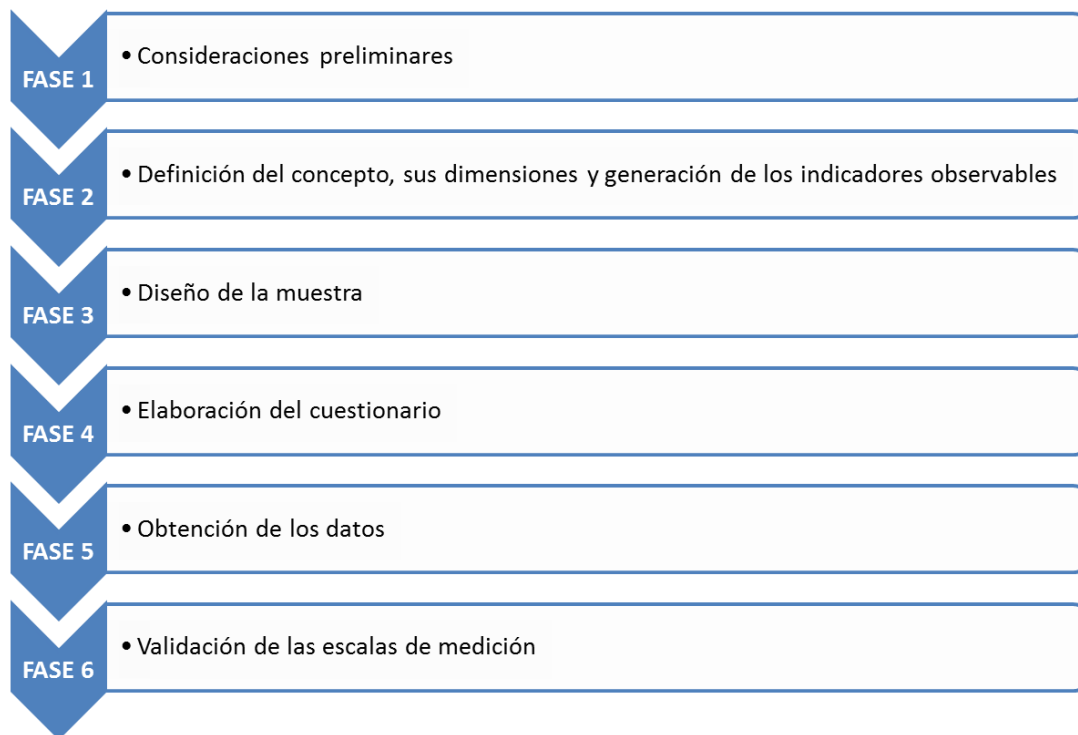 FASE 1
• Consideraciones preliminares
FASE 2
• Definición del concepto, sus dimensiones y generación de los indicadores observables
FASE 3
• Diseño de la muestra
FASE 4
• Elaboración del cuestionario
FASE 5
• Obtención de los datos
FASE 6
• Validación de las escalas de medición